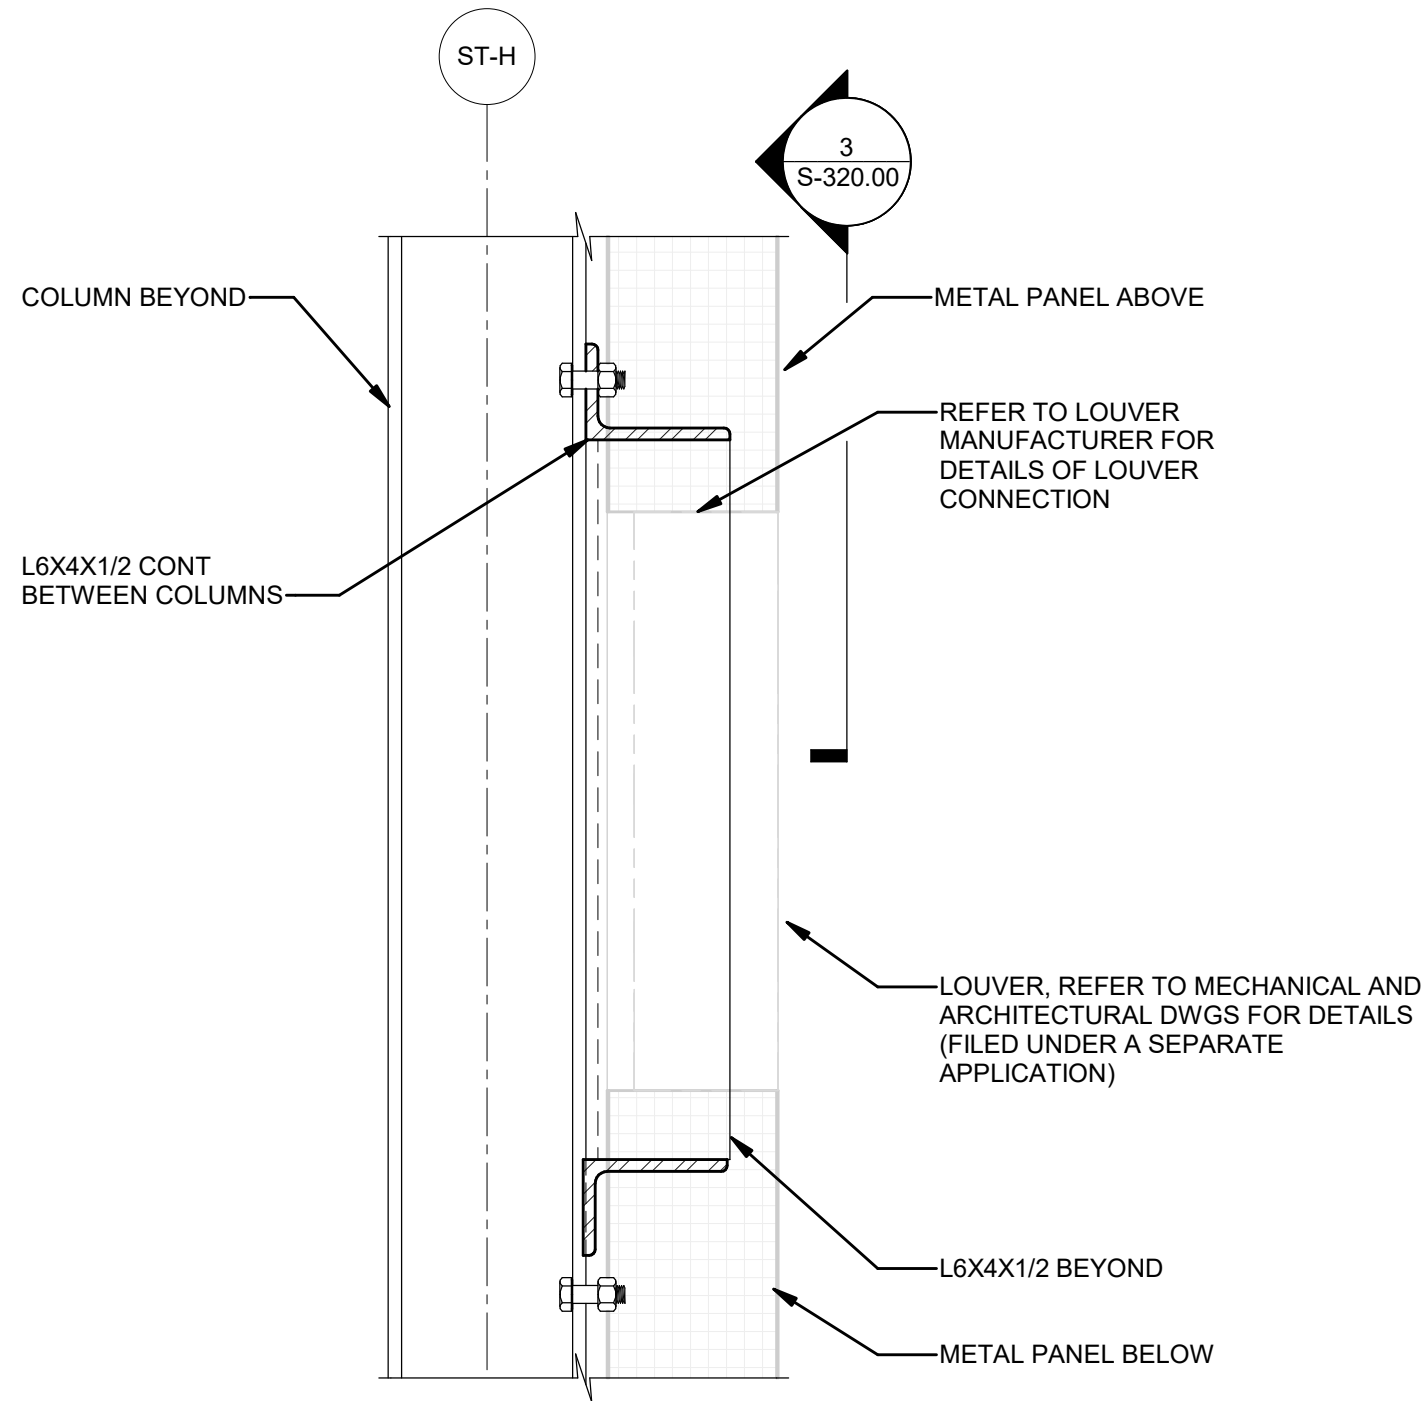 ST-H
3
S-320.00
COLUMN BEYOND
METAL PANEL ABOVE
REFER TO LOUVER
MANUFACTURER FOR
DETAILS OF LOUVER
CONNECTION
L6X4X1/2 CONT
BETWEEN COLUMNS
LOUVER, REFER TO MECHANICAL AND
ARCHITECTURAL DWGS FOR DETAILS
(FILED UNDER A SEPARATE
APPLICATION)
L6X4X1/2 BEYOND
METAL PANEL BELOW